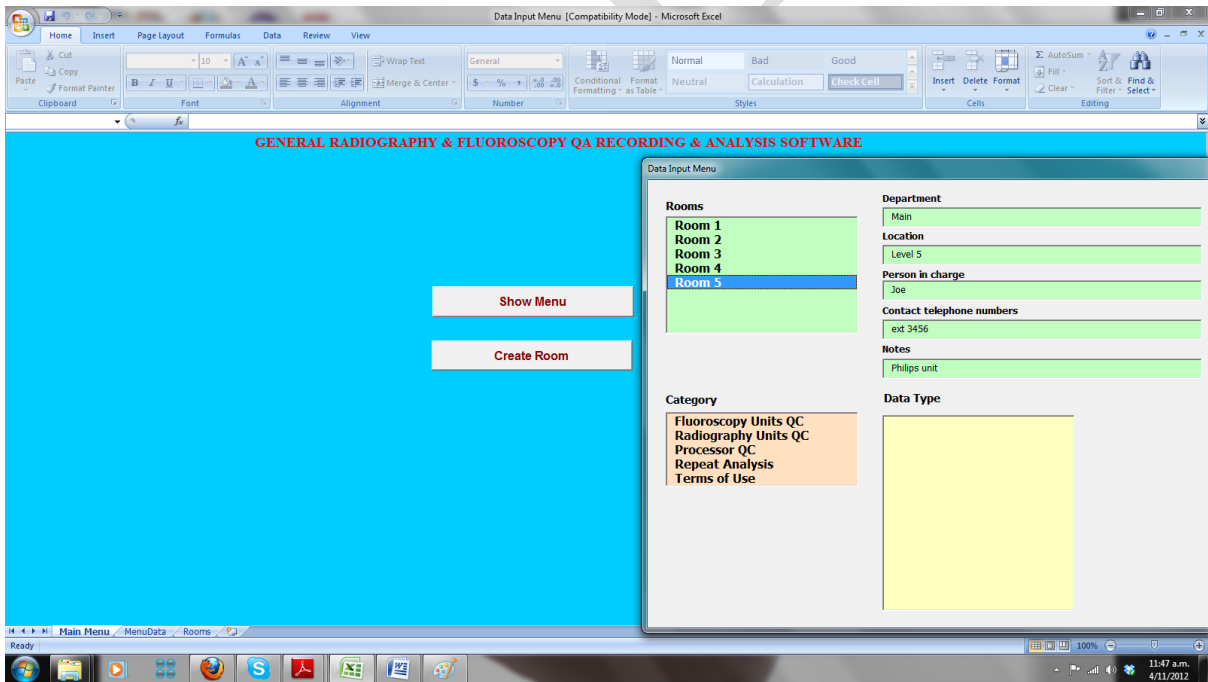 Data Input Menu [Compatibility Mode] - Microsoft Excel
Home Insert Page Layout Formulas Data Review View
Paste
Cut
Copy
Format Painter
Clipboard
10 A A
B I U A
Font
Wrap Text
Merge & Center
Alignment
General
$ % , .0 .00 .00 .0
Number
Conditional Formatting
Format as Table
Normal Bad Good
Neutral Calculation Check Cell
Styles
Insert Delete Format
Cells
Σ AutoSum
Fill
Clear
Sort & Filter
Find & Select
Editing
fx
GENERAL RADIOGRAPHY & FLUOROSCOPY QA RECORDING & ANALYSIS SOFTWARE
Show Menu
Create Room
Data Input Menu
Rooms
Room 1
Room 2
Room 3
Room 4
Room 5
Department
Main
Location
Level 5
Person in charge
Joe
Contact telephone numbers
ext 3456
Notes
Philips unit
Category
Fluoroscopy Units QC
Radiography Units QC
Processor QC
Repeat Analysis
Terms of Use
Data Type
Main Menu MenuData Rooms
Ready
100%
11:47 a.m.
4/11/2012